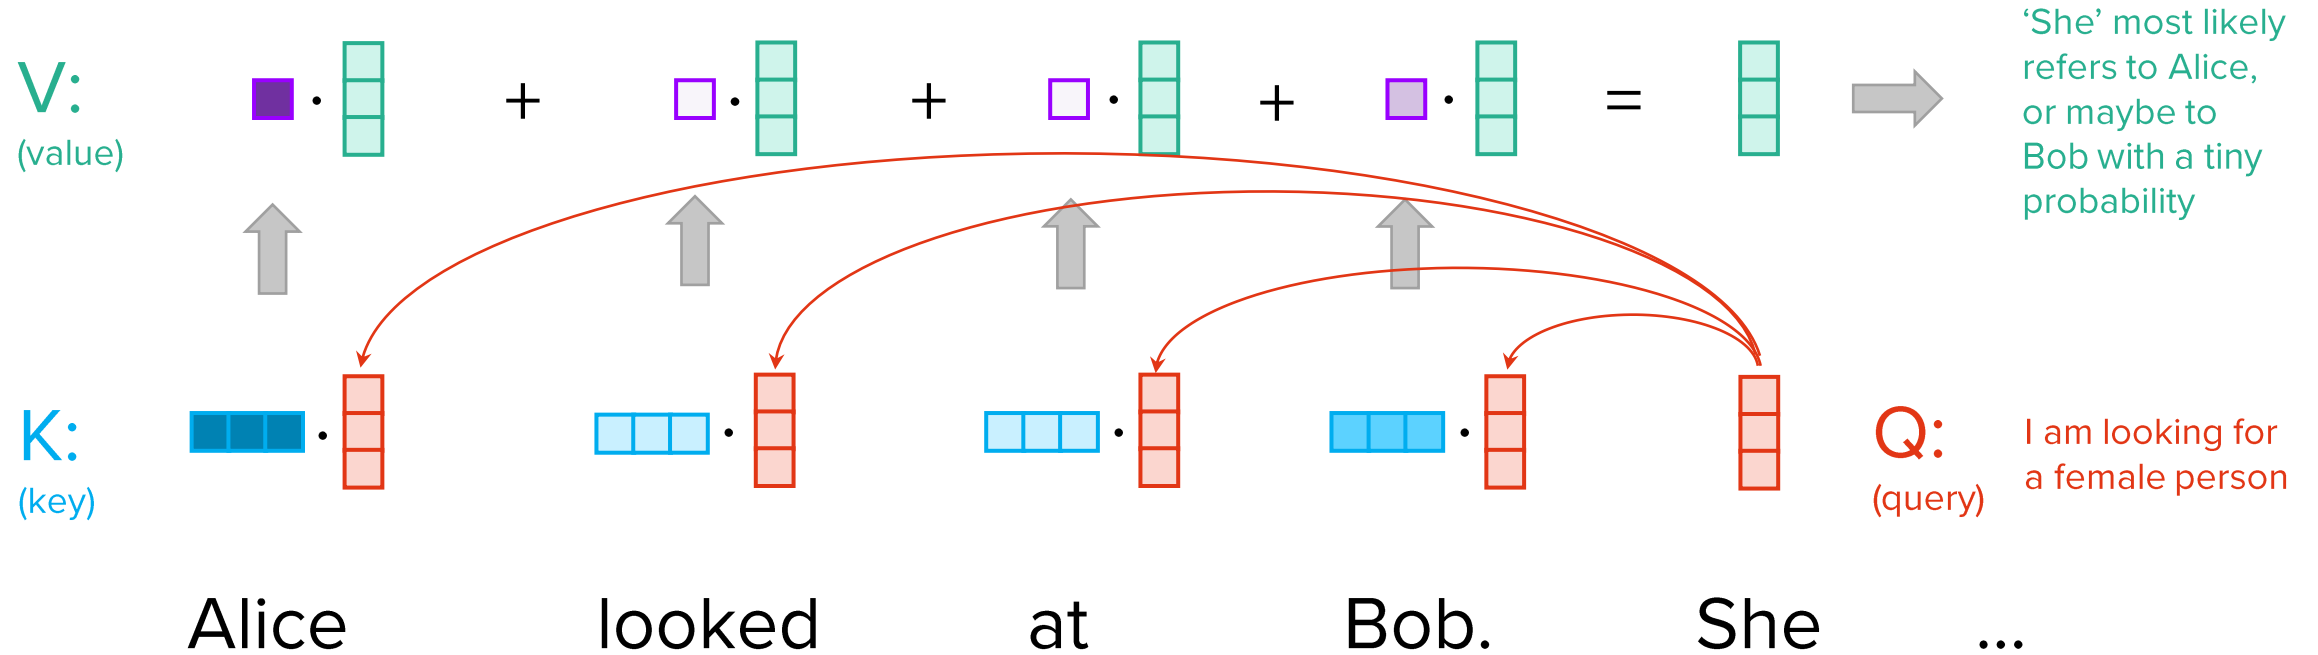 V:
(value)
· + · + · + · =
‘She’ most likely
refers to Alice,
or maybe to
Bob with a tiny
probability
K:
(key)
· · · ·
Q:
(query)
I am looking for
a female person
Alice looked at Bob. She ...